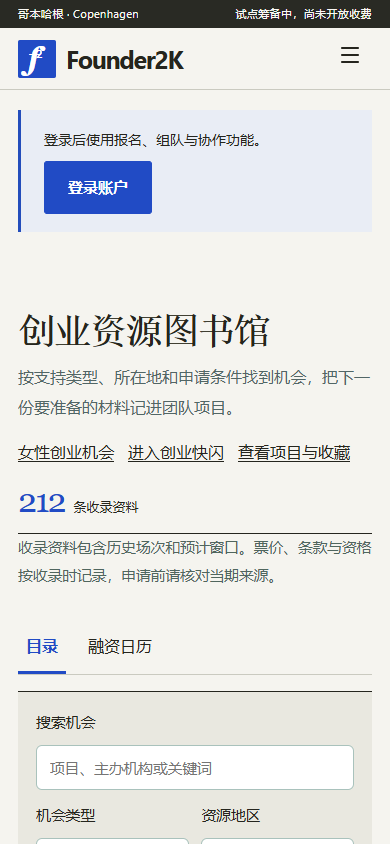 哥本哈根 · Copenhagen
试点筹备中，尚未开放收费
f2
Founder2K
登录后使用报名、组队与协作功能。
登录账户
创业资源图书馆
按支持类型、所在地和申请条件找到机会，把下一
份要准备的材料记进团队项目。
女性创业机会 进入创业快闪 查看项目与收藏
212 条收录资料
收录资料包含历史场次和预计窗口。票价、条款与资格
按收录时记录，申请前请核对当期来源。
目录 融资日历
搜索机会
项目、主办机构或关键词
机会类型 资源地区